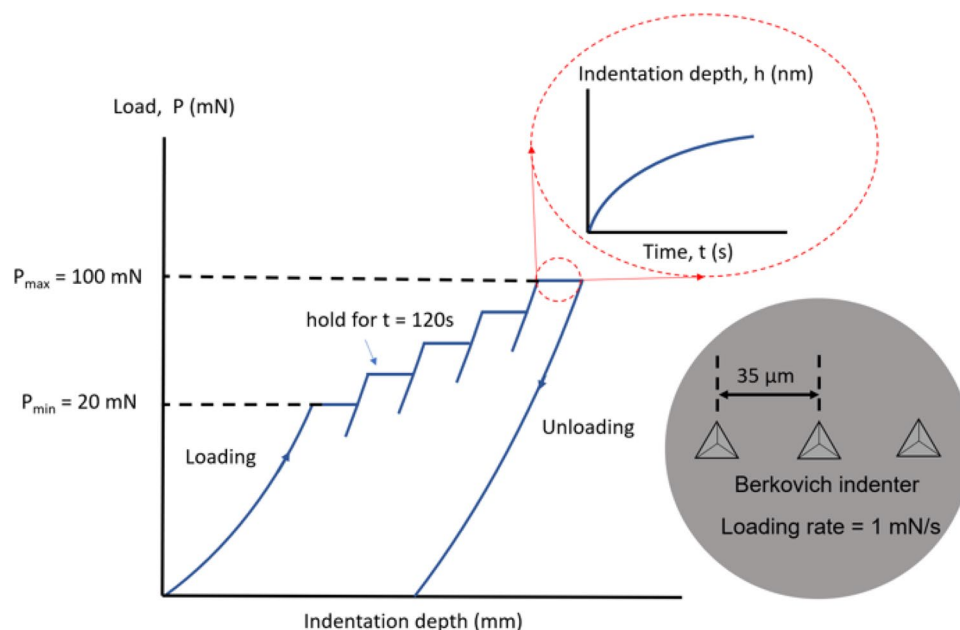 Indentation depth, h (nm)
Load, P (mN)
Time, t (s)
Pmax = 100 mN
hold for t = 120s
35 µm
Pmin = 20 mN
Loading
Unloading
Berkovich indenter
Loading rate = 1 mN/s
Indentation depth (mm)